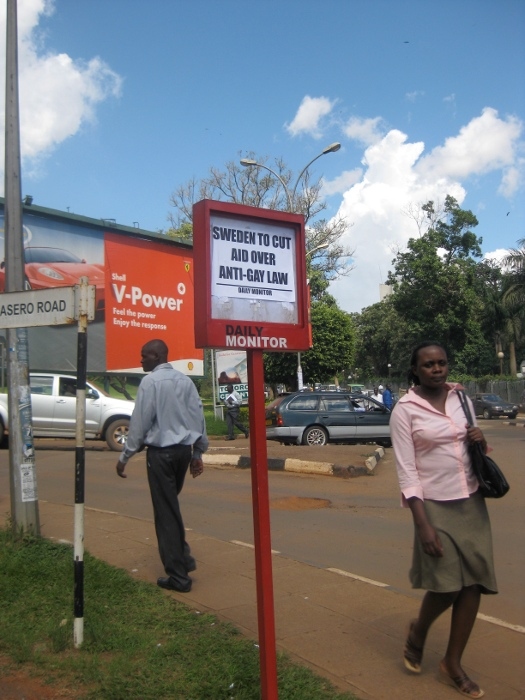 SWEDEN TO CUT
AID OVER
ANTI-GAY LAW
DAILY MONITOR
DAILY
MONITOR
ASERO ROAD
Shell
V-Power
Feel the power
Enjoy the response